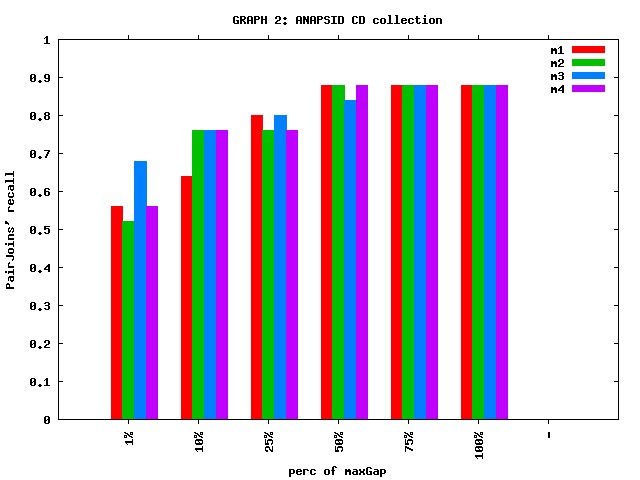 GRAPH 2: ANAPSID CD collection
1
0.9
0.8
0.7
0.6
0.5
0.4
0.3
0.2
0.1
0
PairJoins' recall
m1
m2
m3
m4
1%
10%
25%
50%
75%
100%
-
perc of maxGap